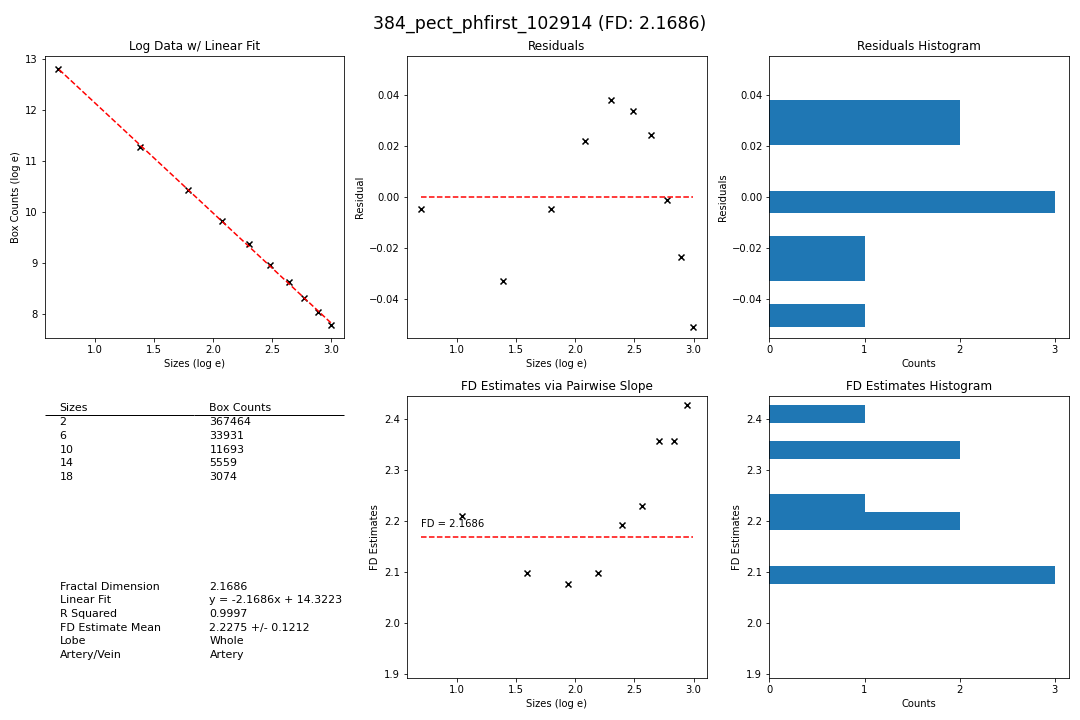 384_pect_phfirst_102914 (FD: 2.1686)
Log Data w/ Linear Fit
13
12
11
10
9
8
Box Counts (log e)
1.0 1.5 2.0 2.5 3.0
Sizes (log e)
Residuals
0.04
0.02
0.00
−0.02
−0.04
Residual
1.0 1.5 2.0 2.5 3.0
Sizes (log e)
Residuals Histogram
0.04
0.02
0.00
−0.02
−0.04
Residuals
0 1 2 3
Counts
Sizes Box Counts
2 367464
6 33931
10 11693
14 5559
18 3074
Fractal Dimension 2.1686
Linear Fit y = -2.1686x + 14.3223
R Squared 0.9997
FD Estimate Mean 2.2275 +/- 0.1212
Lobe Whole
Artery/Vein Artery
FD Estimates via Pairwise Slope
2.4
2.3
2.2
2.1
2.0
1.9
FD Estimates
FD = 2.1686
1.0 1.5 2.0 2.5 3.0
Sizes (log e)
FD Estimates Histogram
2.4
2.3
2.2
2.1
2.0
1.9
FD Estimates
0 1 2 3
Counts